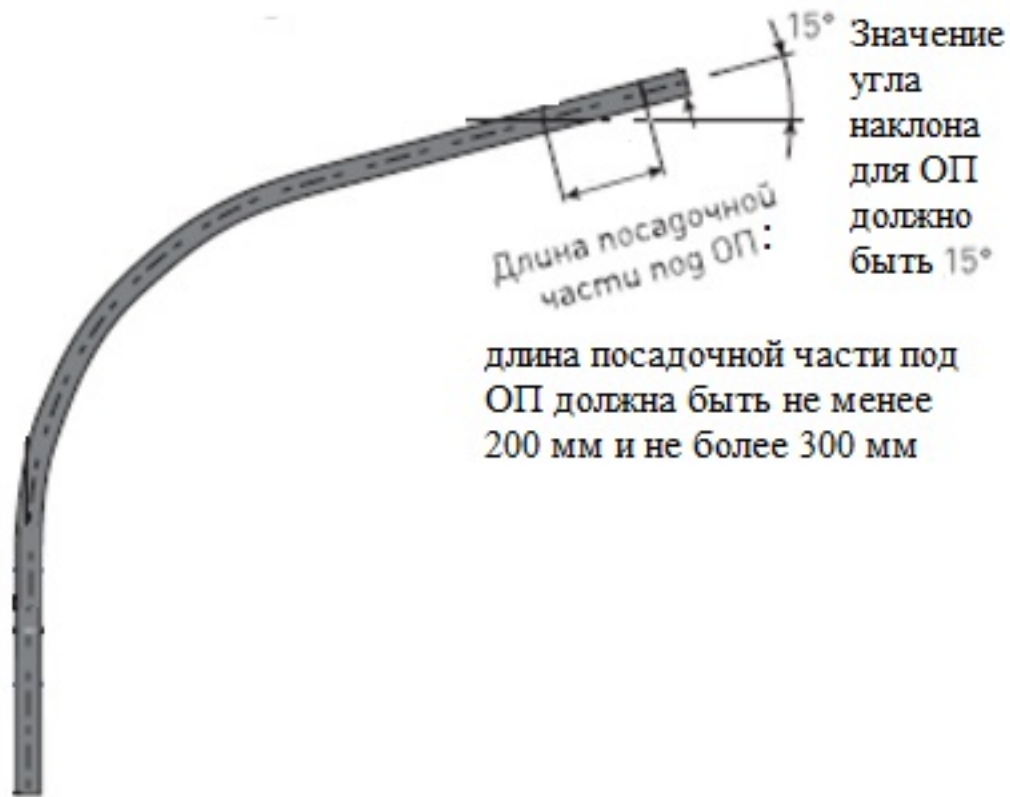 15°
Значение
угла
наклона
для ОП
должно
быть 15°
Длина посадочной
части под ОП:
длина посадочной части под
ОП должна быть не менее
200 мм и не более 300 мм